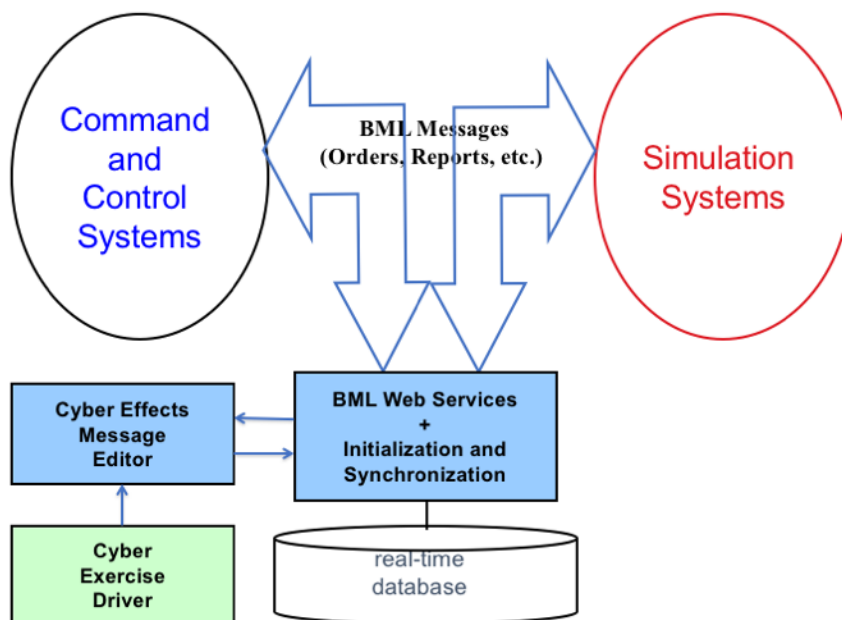 Command
and
Control
Systems
BML Messages
(Orders, Reports, etc.)
Simulation
Systems
Cyber Effects
Message
Editor
BML Web Services
+
Initialization and
Synchronization
Cyber
Exercise
Driver
real-time
database